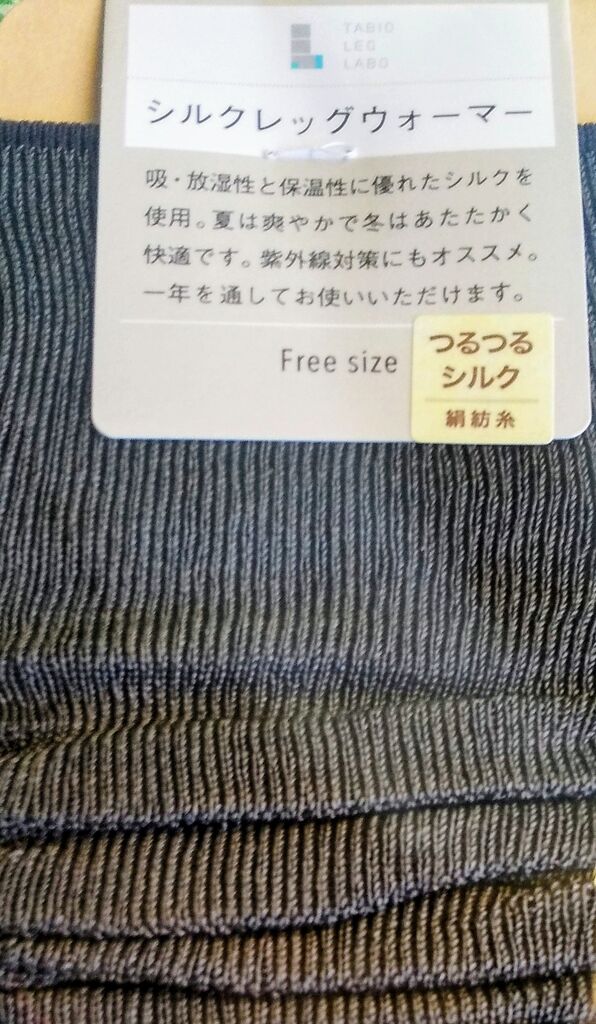 TABIO
LEG
LABO
シルクレッグウォーマー
吸・放湿性と保温性に優れたシルクを
使用。夏は爽やかで冬はあたたかく
快適です。紫外線対策にもオススメ。
一年を通してお使いいただけます。
Free size
つるつる
シルク
絹紡糸